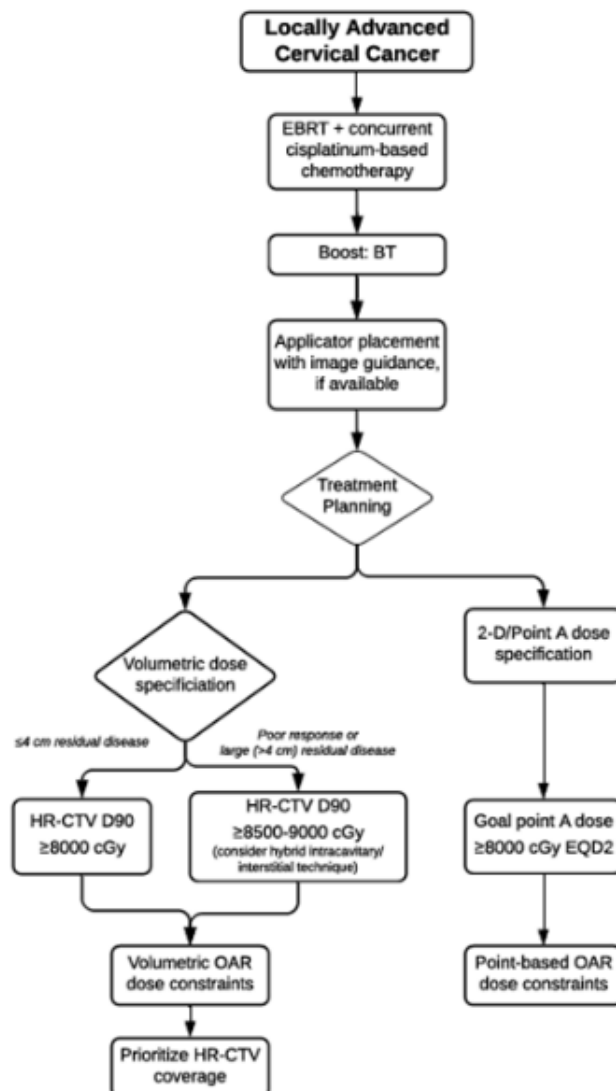 Locally Advanced
Cervical Cancer
EBRT + concurrent
cisplatinum-based
chemotherapy
Boost: BT
Applicator placement
with image guidance,
if available
Treatment
Planning
Volumetric dose
specificiation
2-D/Point A dose
specification
≤4 cm residual disease
Poor response or
large (>4 cm) residual disease
HR-CTV D90
≥8000 cGy
HR-CTV D90
≥8500-9000 cGy
(consider hybrid intracavitary/
interstitial technique)
Goal point A dose
≥8000 cGy EQD2
Volumetric OAR
dose constraints
Point-based OAR
dose constraints
Prioritize HR-CTV
coverage